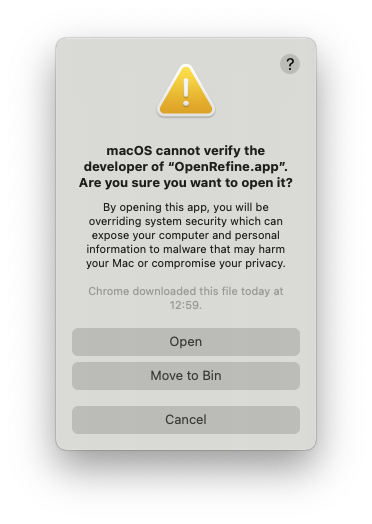 ?
macOS cannot verify the
developer of “OpenRefine.app”.
Are you sure you want to open it?
By opening this app, you will be
overriding system security which can
expose your computer and personal
information to malware that may harm
your Mac or compromise your privacy.
Chrome downloaded this file today at
12:59.
Open
Move to Bin
Cancel